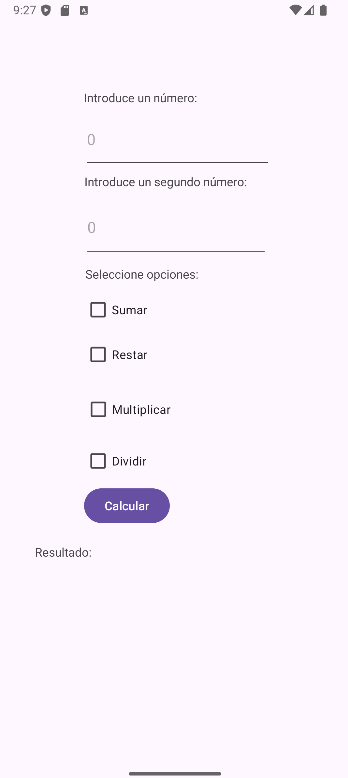 9:27
Introduce un número:
0
Introduce un segundo número:
0
Seleccione opciones:
Sumar
Restar
Multiplicar
Dividir
Calcular
Resultado: